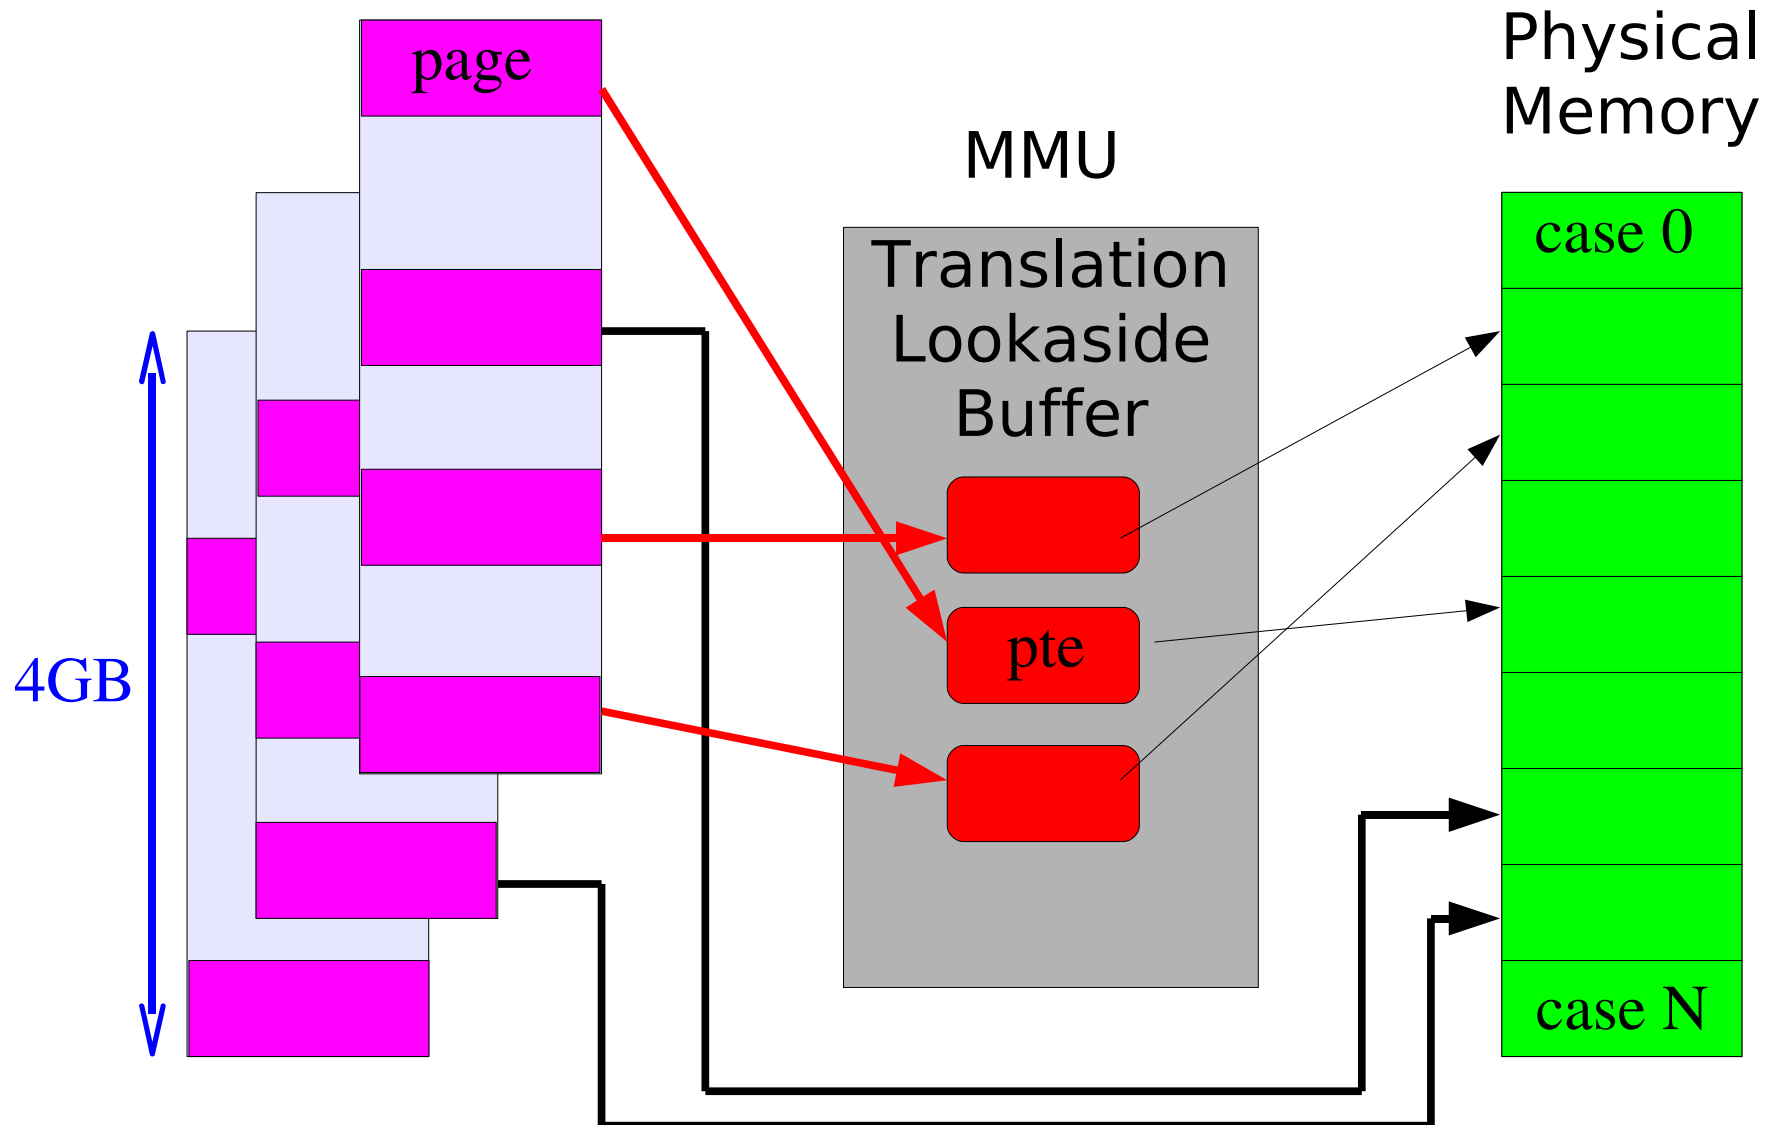 page
4GB
MMU
Translation
Lookaside
Buffer
pte
Physical
Memory
case 0
case N